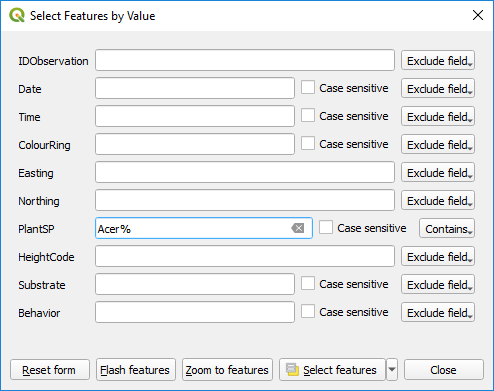 Select Features by Value
IDObservation Exclude field
Date Case sensitive Exclude field
Time Case sensitive Exclude field
ColourRing Case sensitive Exclude field
Easting Exclude field
Northing Exclude field
PlantSP Acer% Case sensitive Contains
HeightCode Exclude field
Substrate Case sensitive Exclude field
Behavior Case sensitive Exclude field
Reset form Flash features Zoom to features Select features Close